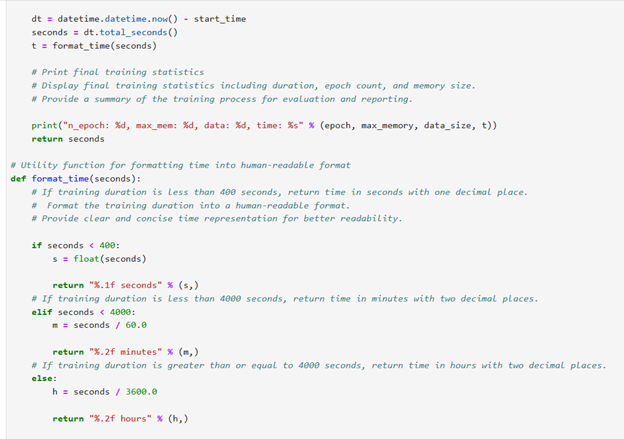 dt = datetime.datetime.now() - start_time
seconds = dt.total_seconds()
t = format_time(seconds)
# Print final training statistics
# Display final training statistics including duration, epoch count, and memory size.
# Provide a summary of the training process for evaluation and reporting.
print("n_epoch: %d, max_mem: %d, data: %d, time: %s" % (epoch, max_memory, data_size, t))
return seconds
# Utility function for formatting time into human-readable format
def format_time(seconds):
# If training duration is less than 400 seconds, return time in seconds with one decimal place.
#  Format the training duration into a human-readable format.
# Provide clear and concise time representation for better readability.
if seconds < 400:
s = float(seconds)
return "%.1f seconds" % (s,)
# If training duration is less than 4000 seconds, return time in minutes with two decimal places.
elif seconds < 4000:
m = seconds / 60.0
return "%.2f minutes" % (m,)
# If training duration is greater than or equal to 4000 seconds, return time in hours with two decimal places.
else:
h = seconds / 3600.0
return "%.2f hours" % (h,)